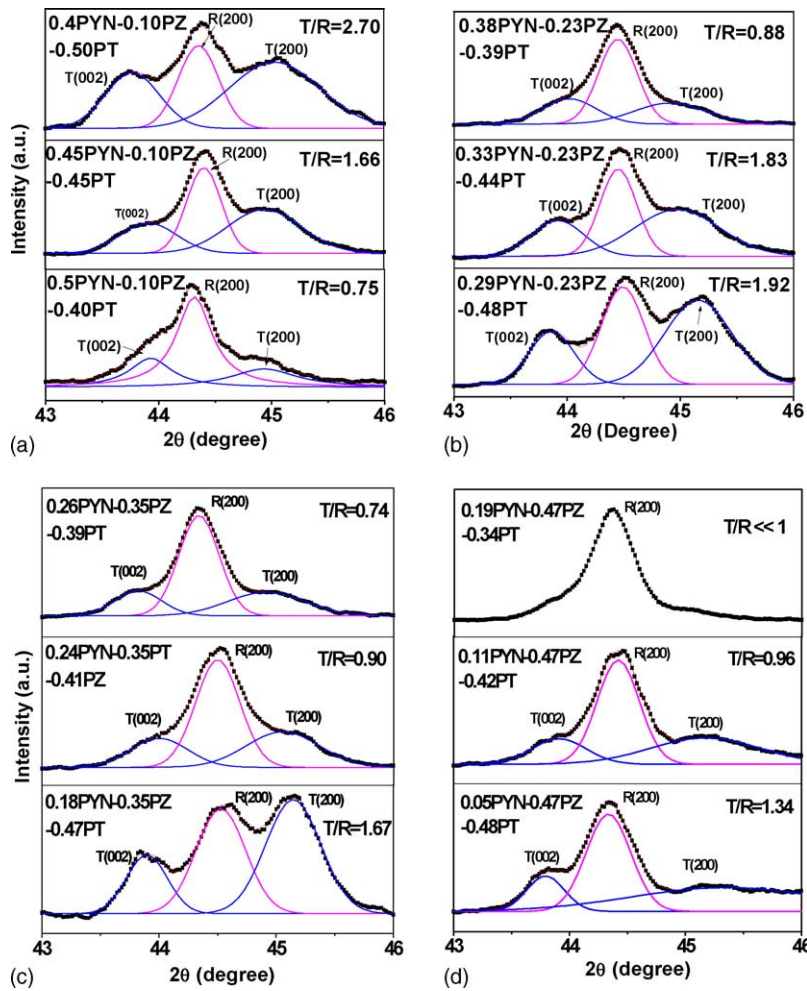 0.4PYN-0.10PZ
-0.50PT
R(200)
T/R=2.70
T(002)
T(200)
0.45PYN-0.10PZ
-0.45PT
R(200)
T/R=1.66
T(002)
T(200)
0.5PYN-0.10PZ
-0.40PT
R(200)
T/R=0.75
T(002)
T(200)
Intensity (a.u.)
43 44 45 46
2θ (degree)
(a)
0.38PYN-0.23PZ
-0.39PT
R(200)
T/R=0.88
T(002)
T(200)
0.33PYN-0.23PZ
-0.44PT
R(200)
T/R=1.83
T(002)
T(200)
0.29PYN-0.23PZ
-0.48PT
R(200)
T/R=1.92
T(002)
T(200)
43 44 45 46
2θ (Degree)
(b)
0.26PYN-0.35PZ
-0.39PT
R(200)
T/R=0.74
T(002)
T(200)
0.24PYN-0.35PT
-0.41PZ
R(200)
T/R=0.90
T(002)
T(200)
0.18PYN-0.35PZ
-0.47PT
R(200)
T(200)
T/R=1.67
T(002)
Intensity (a.u.)
43 44 45 46
2θ (degree)
(c)
0.19PYN-0.47PZ
-0.34PT
R(200)
T/R << 1
0.11PYN-0.47PZ
-0.42PT
R(200)
T/R=0.96
T(002)
T(200)
0.05PYN-0.47PZ
-0.48PT
R(200)
T/R=1.34
T(002)
T(200)
43 44 45 46
2θ (degree)
(d)